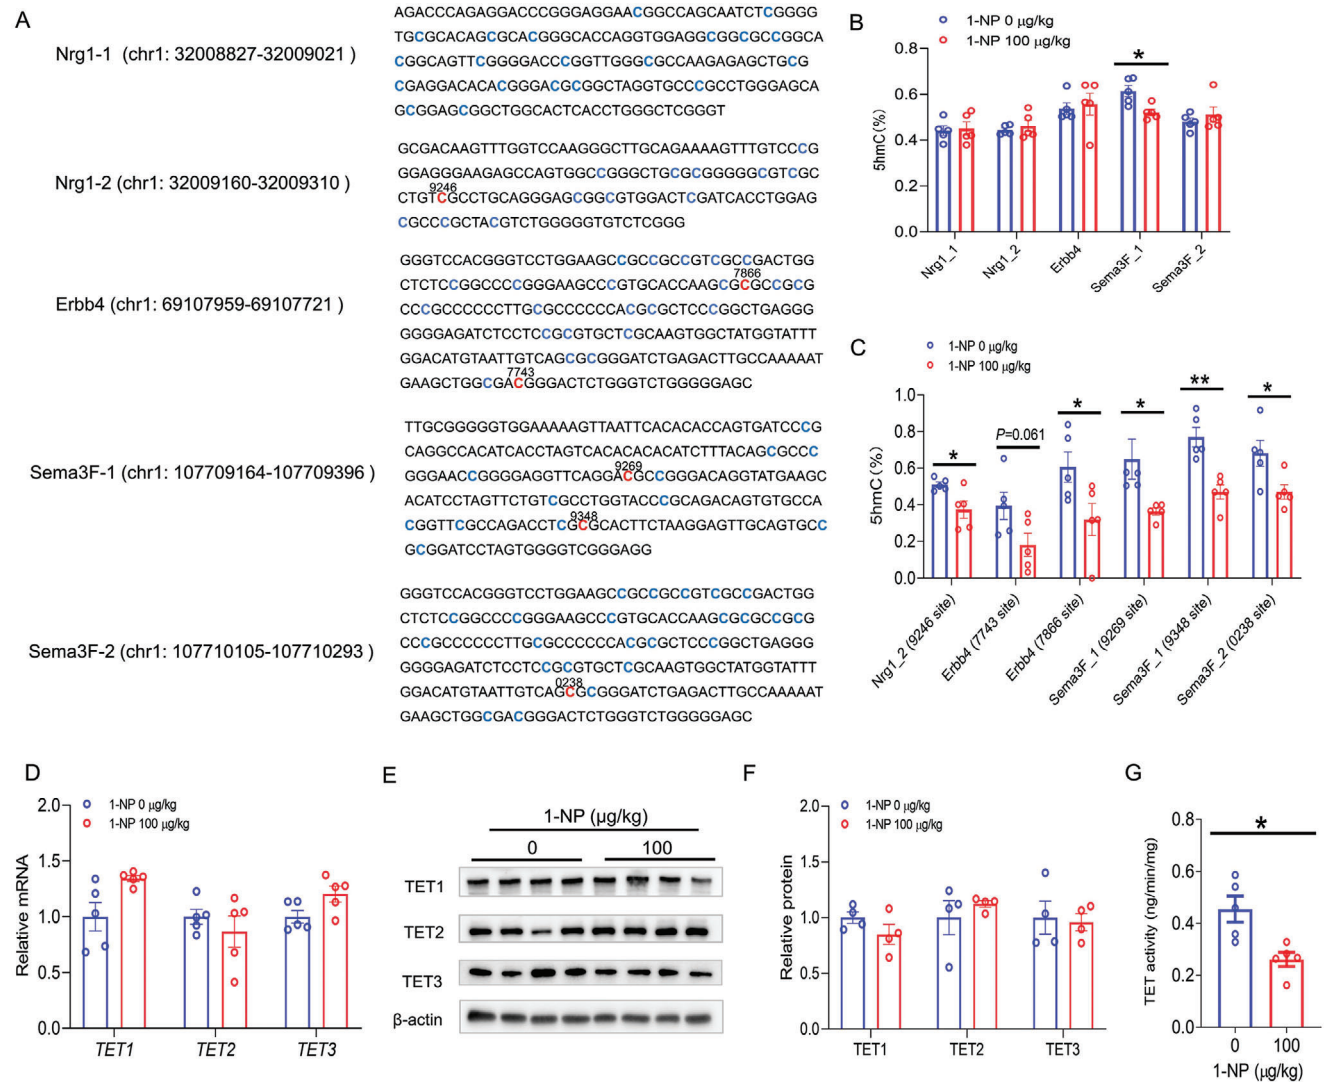 A
Nrg1-1 (chr1: 32008827-32009021 )
AGACCCAGAGGACCCGGGAGGAACGGCCAGCAATCTCGGGG
TGCGCACAGCGCACGGGCACCAGGTGGAGGCGGCGCCGGCA
CGGCAGTTCGGGGACCCGGTTGGGCGCCAAGAGAGCTGCG
CGAGGACACACGGGACGCGGCTAGGTGCCCGCCTGGGAGCA
GCGGAGCGGCTGGCACTCACCTGGGCTCGGGT
Nrg1-2 (chr1: 32009160-32009310 )
GCGACAAGTTTGGTCCAAGGGCTTGCAGAAAAGTTTGTCCCG
GGAGGGAAGAGCCAGTGGCCGGGCTGCGCGGGGGCGTCGC
9246
CTGTCGCCTGCAGGGAGCGGCGTGGACTCGATCACCTGGAG
CGCCCGCTACGTCTGGGGGTGTCTCGGG
Erbb4 (chr1: 69107959-69107721 )
GGGTCCACGGGTCCTGGAAGCCGCCGCCGTCGCCGACTGG
7866
CTCTCCGGCCCCGGGAAGCCCGTGCACCAAGCGCGCCGCG
CCCGCCCCCCTTGCGCCCCCCACGCGCTCCCGGCTGAGGG
GGGGAGATCTCCTCCGCGTGCTCGCAAGTGGCTATGGTATTT
GGACATGTAATTGTCAGCGCGGGATCTGAGACTTGCCAAAAAT
7743
GAAGCTGGCGACGGGACTCTGGGTCTGGGGGAGC
Sema3F-1 (chr1: 107709164-107709396 )
TTGCGGGGGTGGAAAAAGTTAATTCACACACCAGTGATCCCG
CAGGCCACATCACCTAGTCACACACACATCTTTACAGCGCCC
9269
GGGAACCGGGGAGGTTCAGGACGCCGGGACAGGTATGAAGC
ACATCCTAGTTCTGTCGCCTGGTACCCGCAGACAGTGTGCCA
9348
CGGTTCGCCAGACCTCGCGCACTTCTAAGGAGTTGCAGTGCC
GCGGATCCTAGTGGGGTCGGGAGG
Sema3F-2 (chr1: 107710105-107710293 )
GGGTCCACGGGTCCTGGAAGCCGCCGCCGTCGCCGACTGG
CTCTCCGGCCCCGGGAAGCCCGTGCACCAAGCGCGCCGCG
CCCGCCCCCCTTGCGCCCCCCACGCGCTCCCGGCTGAGGG
GGGGAGATCTCCTCCGCGTGCTCGCAAGTGGCTATGGTATTT
0238
GGACATGTAATTGTCAGCGCGGGATCTGAGACTTGCCAAAAAT
GAAGCTGGCGACGGGACTCTGGGTCTGGGGGAGC
B
1-NP 0 μg/kg
1-NP 100 μg/kg
5hmC (%)
0.8
0.6
0.4
0.2
0.0
*
Nrg1_1
Nrg1_2
Erbb4
Sema3F_1
Sema3F_2
C
1-NP 0 μg/kg
1-NP 100 μg/kg
5hmC (%)
1.0
0.8
0.6
0.4
0.2
0.0
*
P=0.061
*
*
**
*
Nrg1_2 (9246 site)
Erbb4 (7743 site)
Erbb4 (7866 site)
Sema3F_1 (9269 site)
Sema3F_1 (9348 site)
Sema3F_2 (0238 site)
D
1-NP 0 μg/kg
1-NP 100 μg/kg
Relative mRNA
2.0
1.5
1.0
0.5
0.0
TET1
TET2
TET3
E
1-NP (μg/kg)
0
100
TET1
TET2
TET3
β-actin
F
1-NP 0 μg/kg
1-NP 100 μg/kg
Relative protein
2.0
1.5
1.0
0.5
0.0
TET1
TET2
TET3
G
TET activity (ng/min/mg)
0.8
0.6
0.4
0.2
0.0
*
0
100
1-NP (μg/kg)